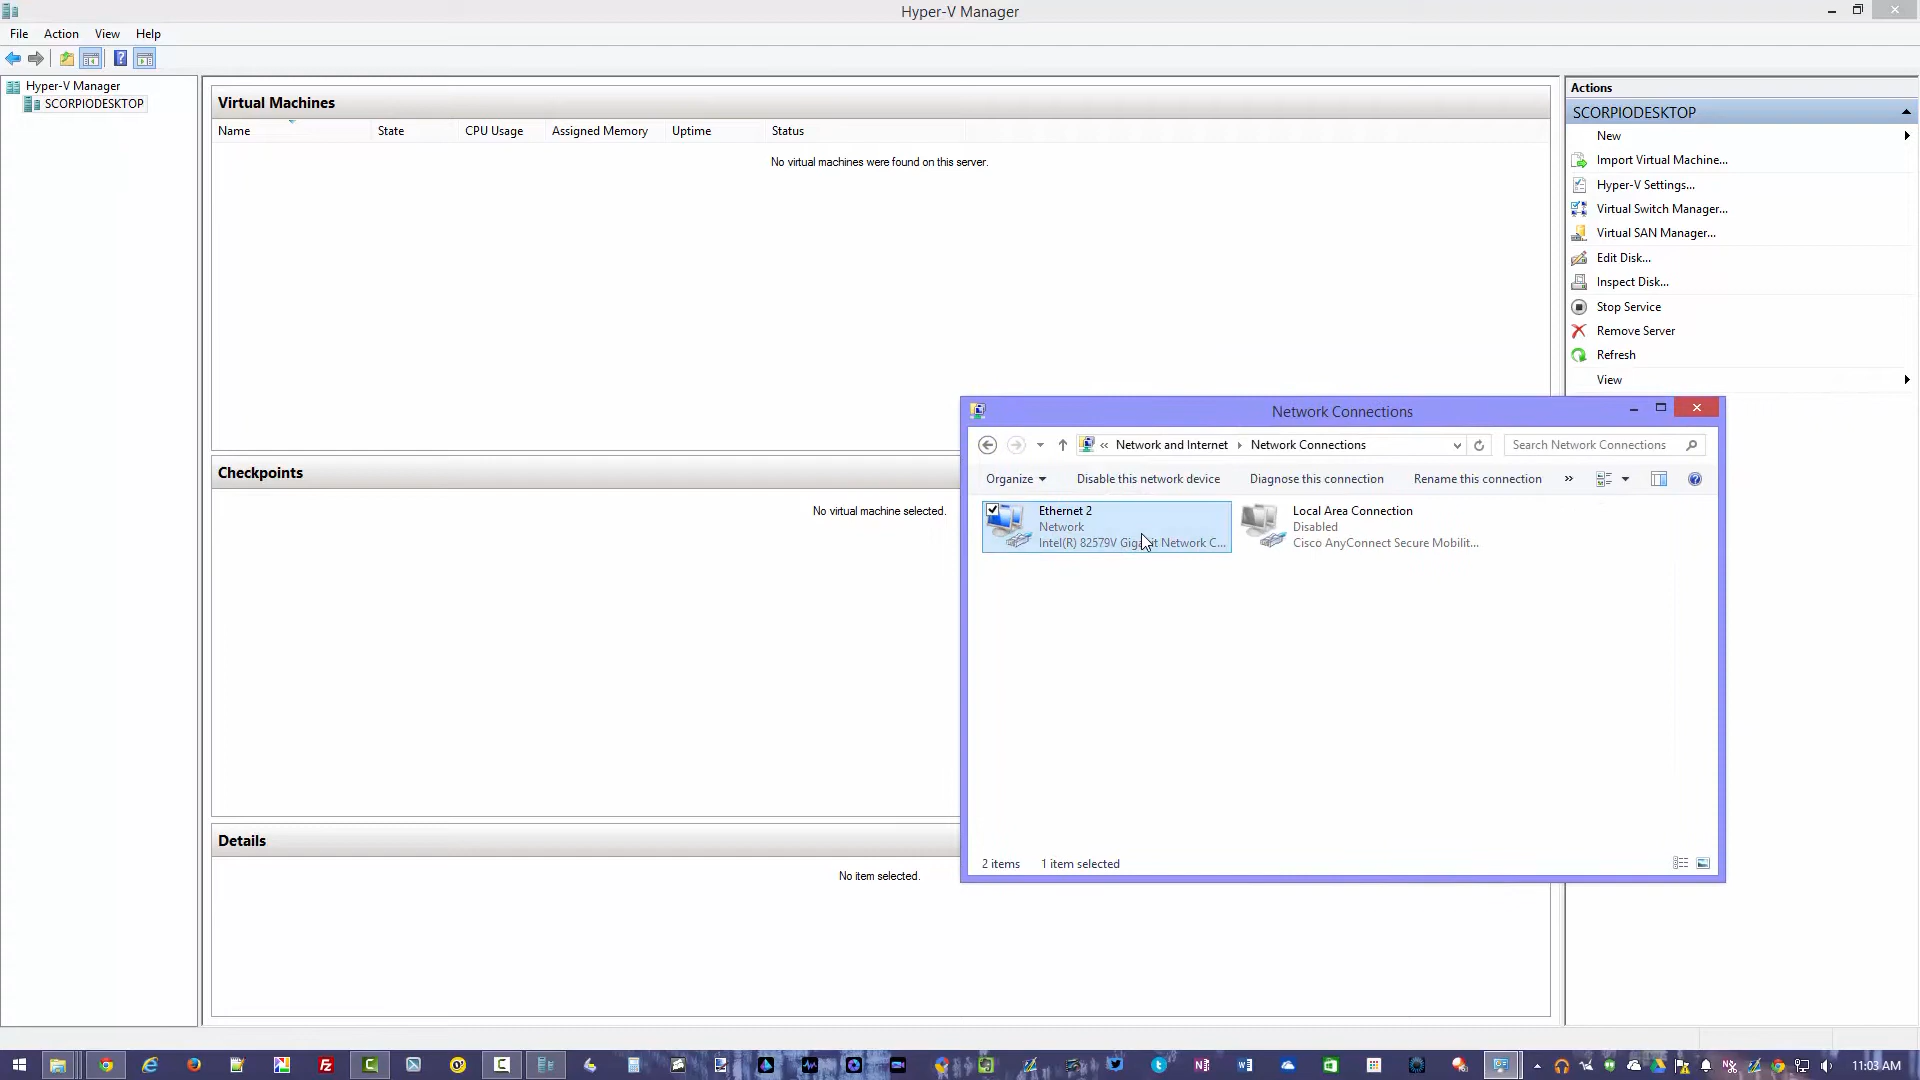 Hyper-V Manager
File Action View Help
Hyper-V Manager
SCORPIODESKTOP
Virtual Machines
Name State CPU Usage Assigned Memory Uptime Status
No virtual machines were found on this server.
Checkpoints
No virtual machine selected.
Details
No item selected.
Actions
SCORPIODESKTOP
New
Import Virtual Machine...
Hyper-V Settings...
Virtual Switch Manager...
Virtual SAN Manager...
Edit Disk...
Inspect Disk...
Stop Service
Remove Server
Refresh
View
Network Connections
« Network and Internet Network Connections Search Network Connections
Organize Disable this network device Diagnose this connection Rename this connection »
Ethernet 2
Network
Intel(R) 82579V Gigabit Network C...
Local Area Connection
Disabled
Cisco AnyConnect Secure Mobilit...
2 items 1 item selected
11:03 AM